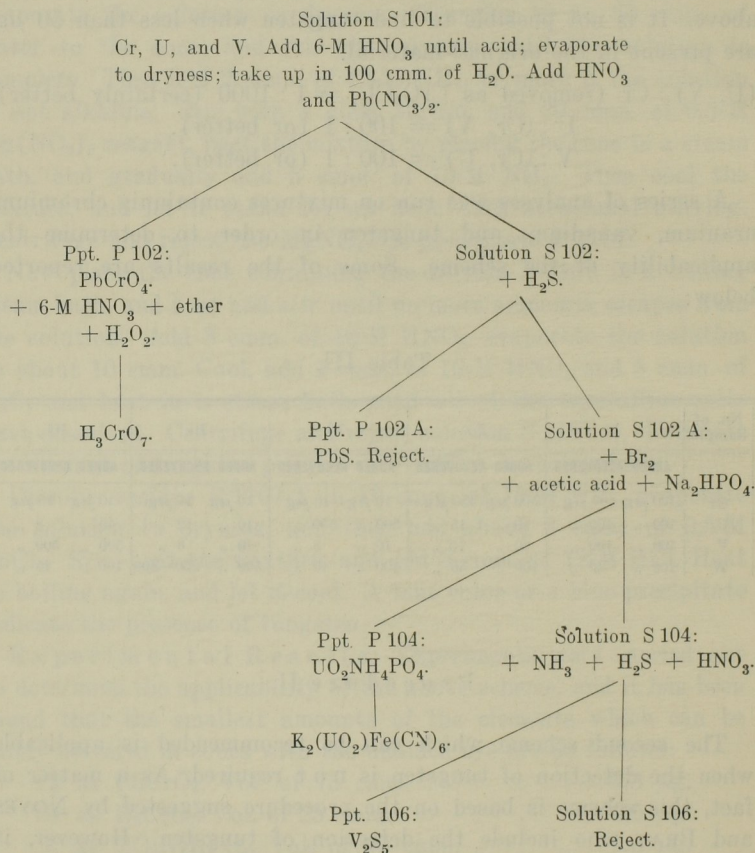 Solution S 101:
Cr, U, and V. Add 6-M HNO₃ until acid; evaporate
to dryness; take up in 100 cmm. of H₂O. Add HNO₃
and Pb(NO₃)₂.
Ppt. P 102:
PbCrO₄.
+ 6-M HNO₃ + ether
+ H₂O₂.
Solution S 102:
+ H₂S.
H₃CrO₇.
Ppt. P 102 A:
PbS. Reject.
Solution S 102 A:
+ Br₂
+ acetic acid + Na₂HPO₄.
Ppt. P 104:
UO₂NH₄PO₄.
Solution S 104:
+ NH₃ + H₂S + HNO₃.
K₂(UO₂)Fe(CN)₆.
Ppt. 106:
V₂S₅.
Solution S 106:
Reject.